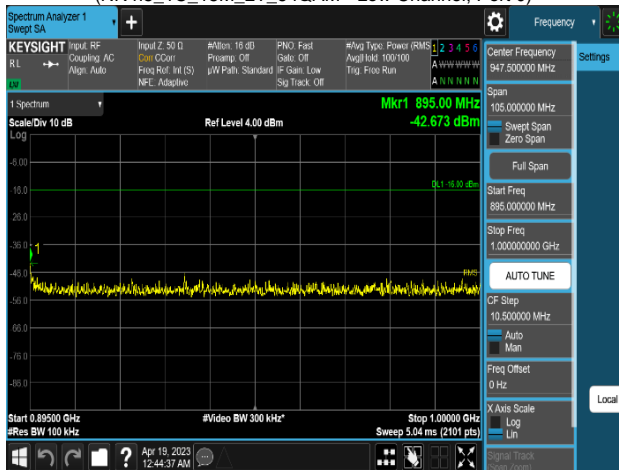 Spectrum Analyzer 1
Swept SA
+
Frequency
KEYSIGHT
RL
Input: RF
Coupling: AC
Align: Auto
Input Z: 50 Ω
Corr CCorr
Freq Ref: Int (S)
NFE: Adaptive
#Atten: 16 dB
Preamp: Off
µW Path: Standard
PNO: Fast
Gate: Off
IF Gain: Low
Sig Track: Off
#Avg Type: Power (RMS
Avg|Hold: 100/100
Trig: Free Run
1 2 3 4 5 6
A W W W W W
A N N N N N
1 Spectrum
Scale/Div 10 dB
Log
Ref Level 4.00 dBm
Mkr1 895.00 MHz
-42.673 dBm
DL1 -16.00 dBm
-6.00
-16.0
-26.0
-36.0
1
-46.0
RMS
-56.0
-66.0
-76.0
-86.0
Start 0.89500 GHz
#Res BW 100 kHz
#Video BW 300 kHz*
Stop 1.00000 GHz
Sweep 5.04 ms (2101 pts)
Center Frequency
947.500000 MHz
Settings
Span
105.000000 MHz
Swept Span
Zero Span
Full Span
Start Freq
895.000000 MHz
Stop Freq
1.000000000 GHz
AUTO TUNE
CF Step
10.500000 MHz
Auto
Man
Freq Offset
0 Hz
X Axis Scale
Log
Lin
Local
Signal Track
?
Apr 19, 2023
12:44:37 AM